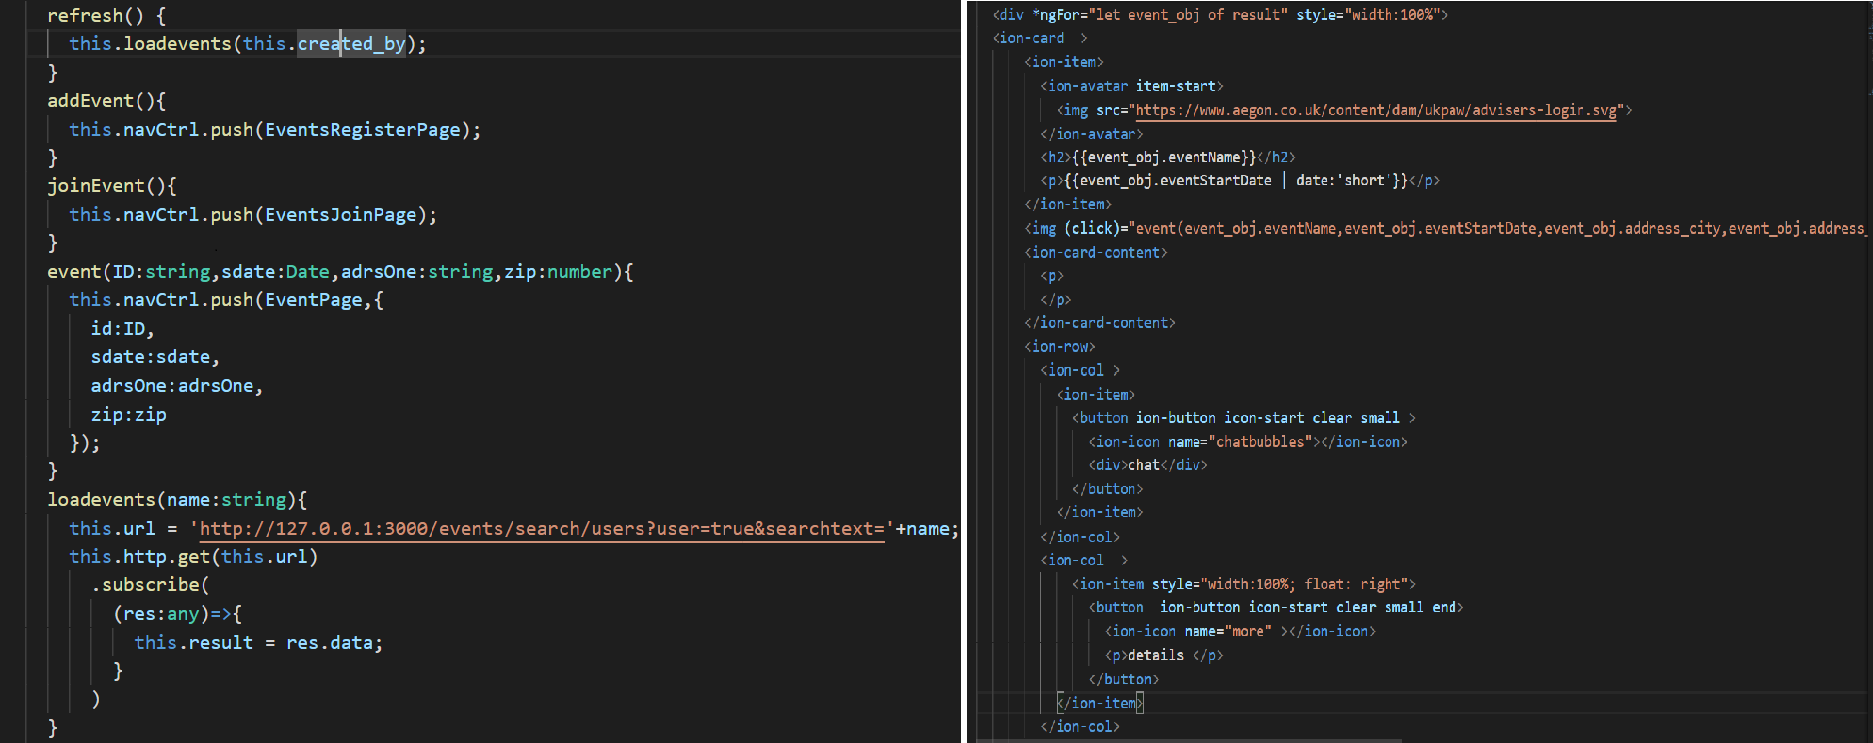 refresh() {
this.loadevents(this.created_by);
}
addEvent(){
this.navCtrl.push(EventsRegisterPage);
}
joinEvent(){
this.navCtrl.push(EventsJoinPage);
}
event(ID:string,sdate:Date,adrsOne:string,zip:number){
this.navCtrl.push(EventPage,{
id:ID,
sdate:sdate,
adrsOne:adrsOne,
zip:zip
});
}
loadevents(name:string){
this.url = 'http://127.0.0.1:3000/events/search/users?user=true&searchtext='+name;
this.http.get(this.url)
.subscribe(
(res:any)=>{
this.result = res.data;
}
)
}
<div *ngFor="let event_obj of result" style="width:100%">
<ion-card >
<ion-item>
<ion-avatar item-start>
<img src="https://www.aegon.co.uk/content/dam/ukpaw/advisers-logir.svg">
</ion-avatar>
<h2>{{event_obj.eventName}}</h2>
<p>{{event_obj.eventStartDate | date:'short'}}</p>
</ion-item>
<img (click)="event(event_obj.eventName,event_obj.eventStartDate,event_obj.address_city,event_obj.address_
<ion-card-content>
<p>
</p>
</ion-card-content>
<ion-row>
<ion-col >
<ion-item>
<button ion-button icon-start clear small >
<ion-icon name="chatbubbles"></ion-icon>
<div>chat</div>
</button>
</ion-item>
</ion-col>
<ion-col >
<ion-item style="width:100%; float: right">
<button ion-button icon-start clear small end>
<ion-icon name="more" ></ion-icon>
<p>details </p>
</button>
</ion-item>
</ion-col>